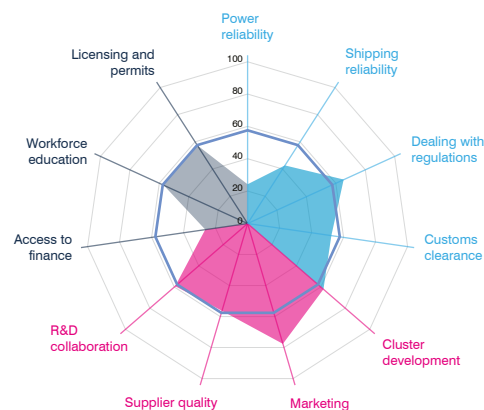 Power
reliability
Shipping
reliability
Dealing with
regulations
Customs
clearance
Cluster
development
Marketing
Supplier quality
R&D
collaboration
Access to
finance
Workforce
education
Licensing and
permits
100
80
60
40
20
0